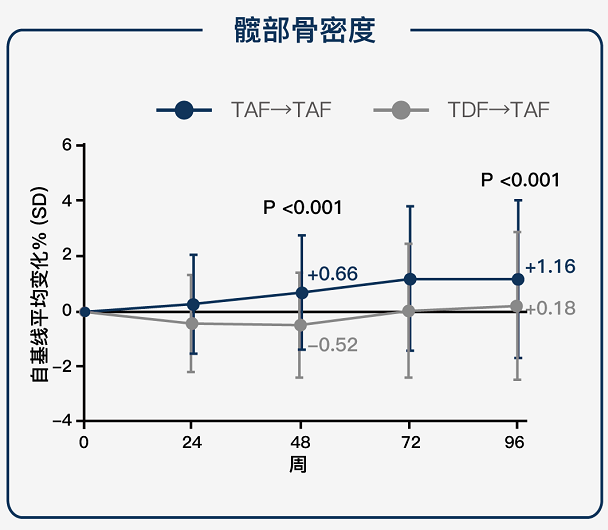 髋部骨密度
TAF→TAF TDF→TAF
自基线平均变化% (SD)
6
4
2
0
−2
−4
P <0.001
P <0.001
+0.66
−0.52
+1.16
+0.18
0 24 48 72 96
周